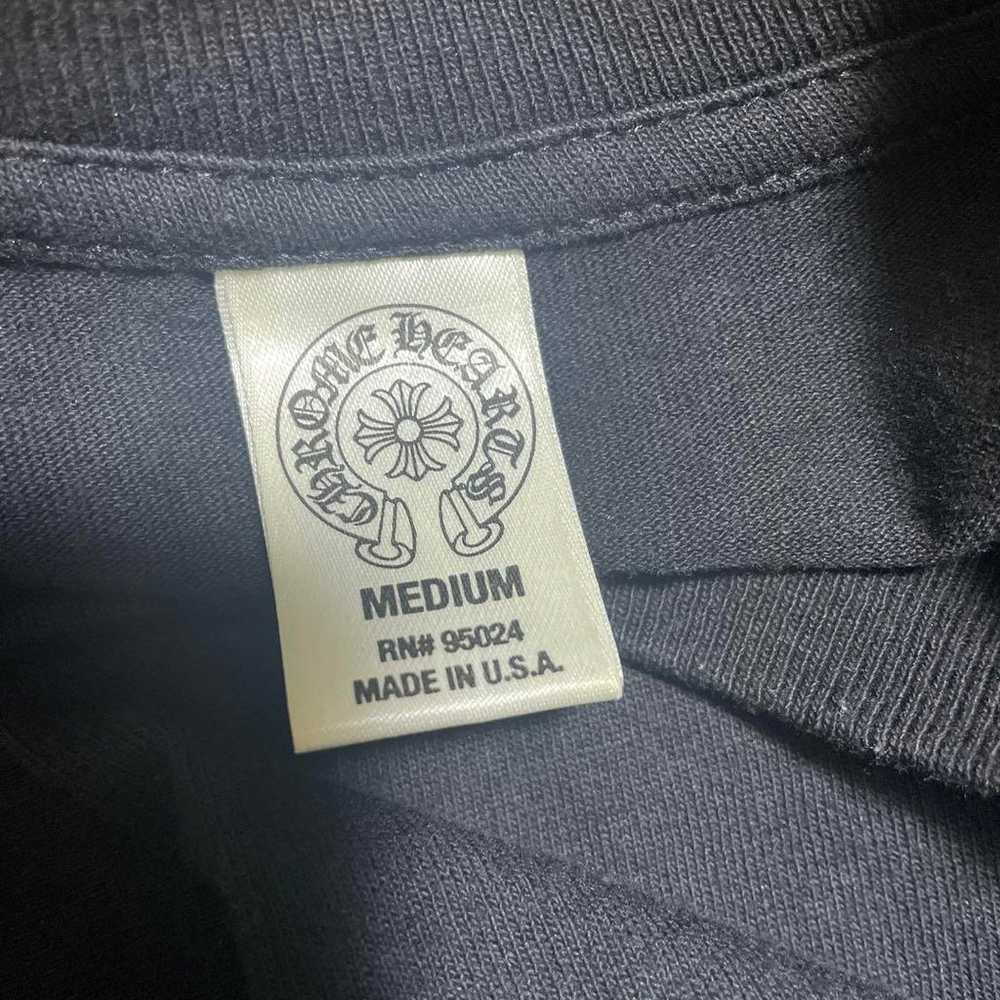 CHROME HEARTS
MEDIUM
RN# 95024
MADE IN U.S.A.